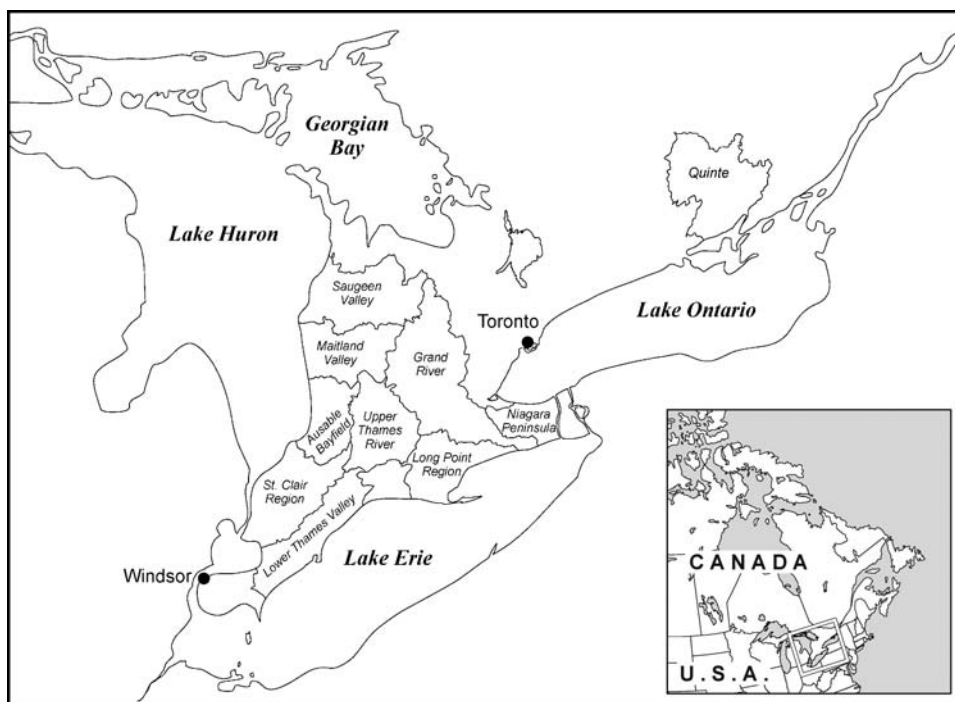 Georgian
Bay
Quinte
Lake Huron
Saugeen
Valley
Lake Ontario
Toronto
Maitland
Valley
Grand
River
Ausable
Bayfield
Upper
Thames
River
Niagara
Peninsula
Long Point
Region
St. Clair
Region
Lower Thames Valley
Lake Erie
Windsor
CANADA
U.S.A.